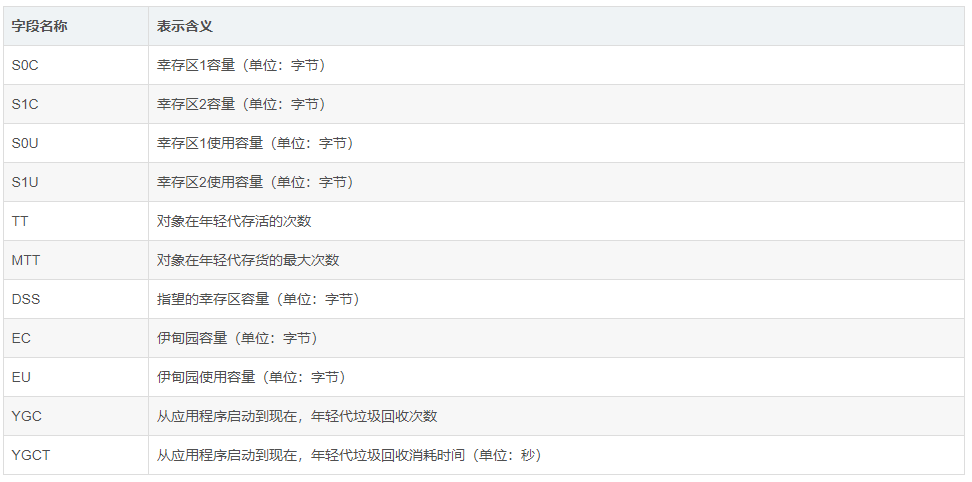 字段名称 表示含义
S0C 幸存区1容量（单位：字节）
S1C 幸存区2容量（单位：字节）
S0U 幸存区1使用容量（单位：字节）
S1U 幸存区2使用容量（单位：字节）
TT 对象在年轻代存活的次数
MTT 对象在年轻代存货的最大次数
DSS 指望的幸存区容量（单位：字节）
EC 伊甸园容量（单位：字节）
EU 伊甸园使用容量（单位：字节）
YGC 从应用程序启动到现在，年轻代垃圾回收次数
YGCT 从应用程序启动到现在，年轻代垃圾回收消耗时间（单位：秒）